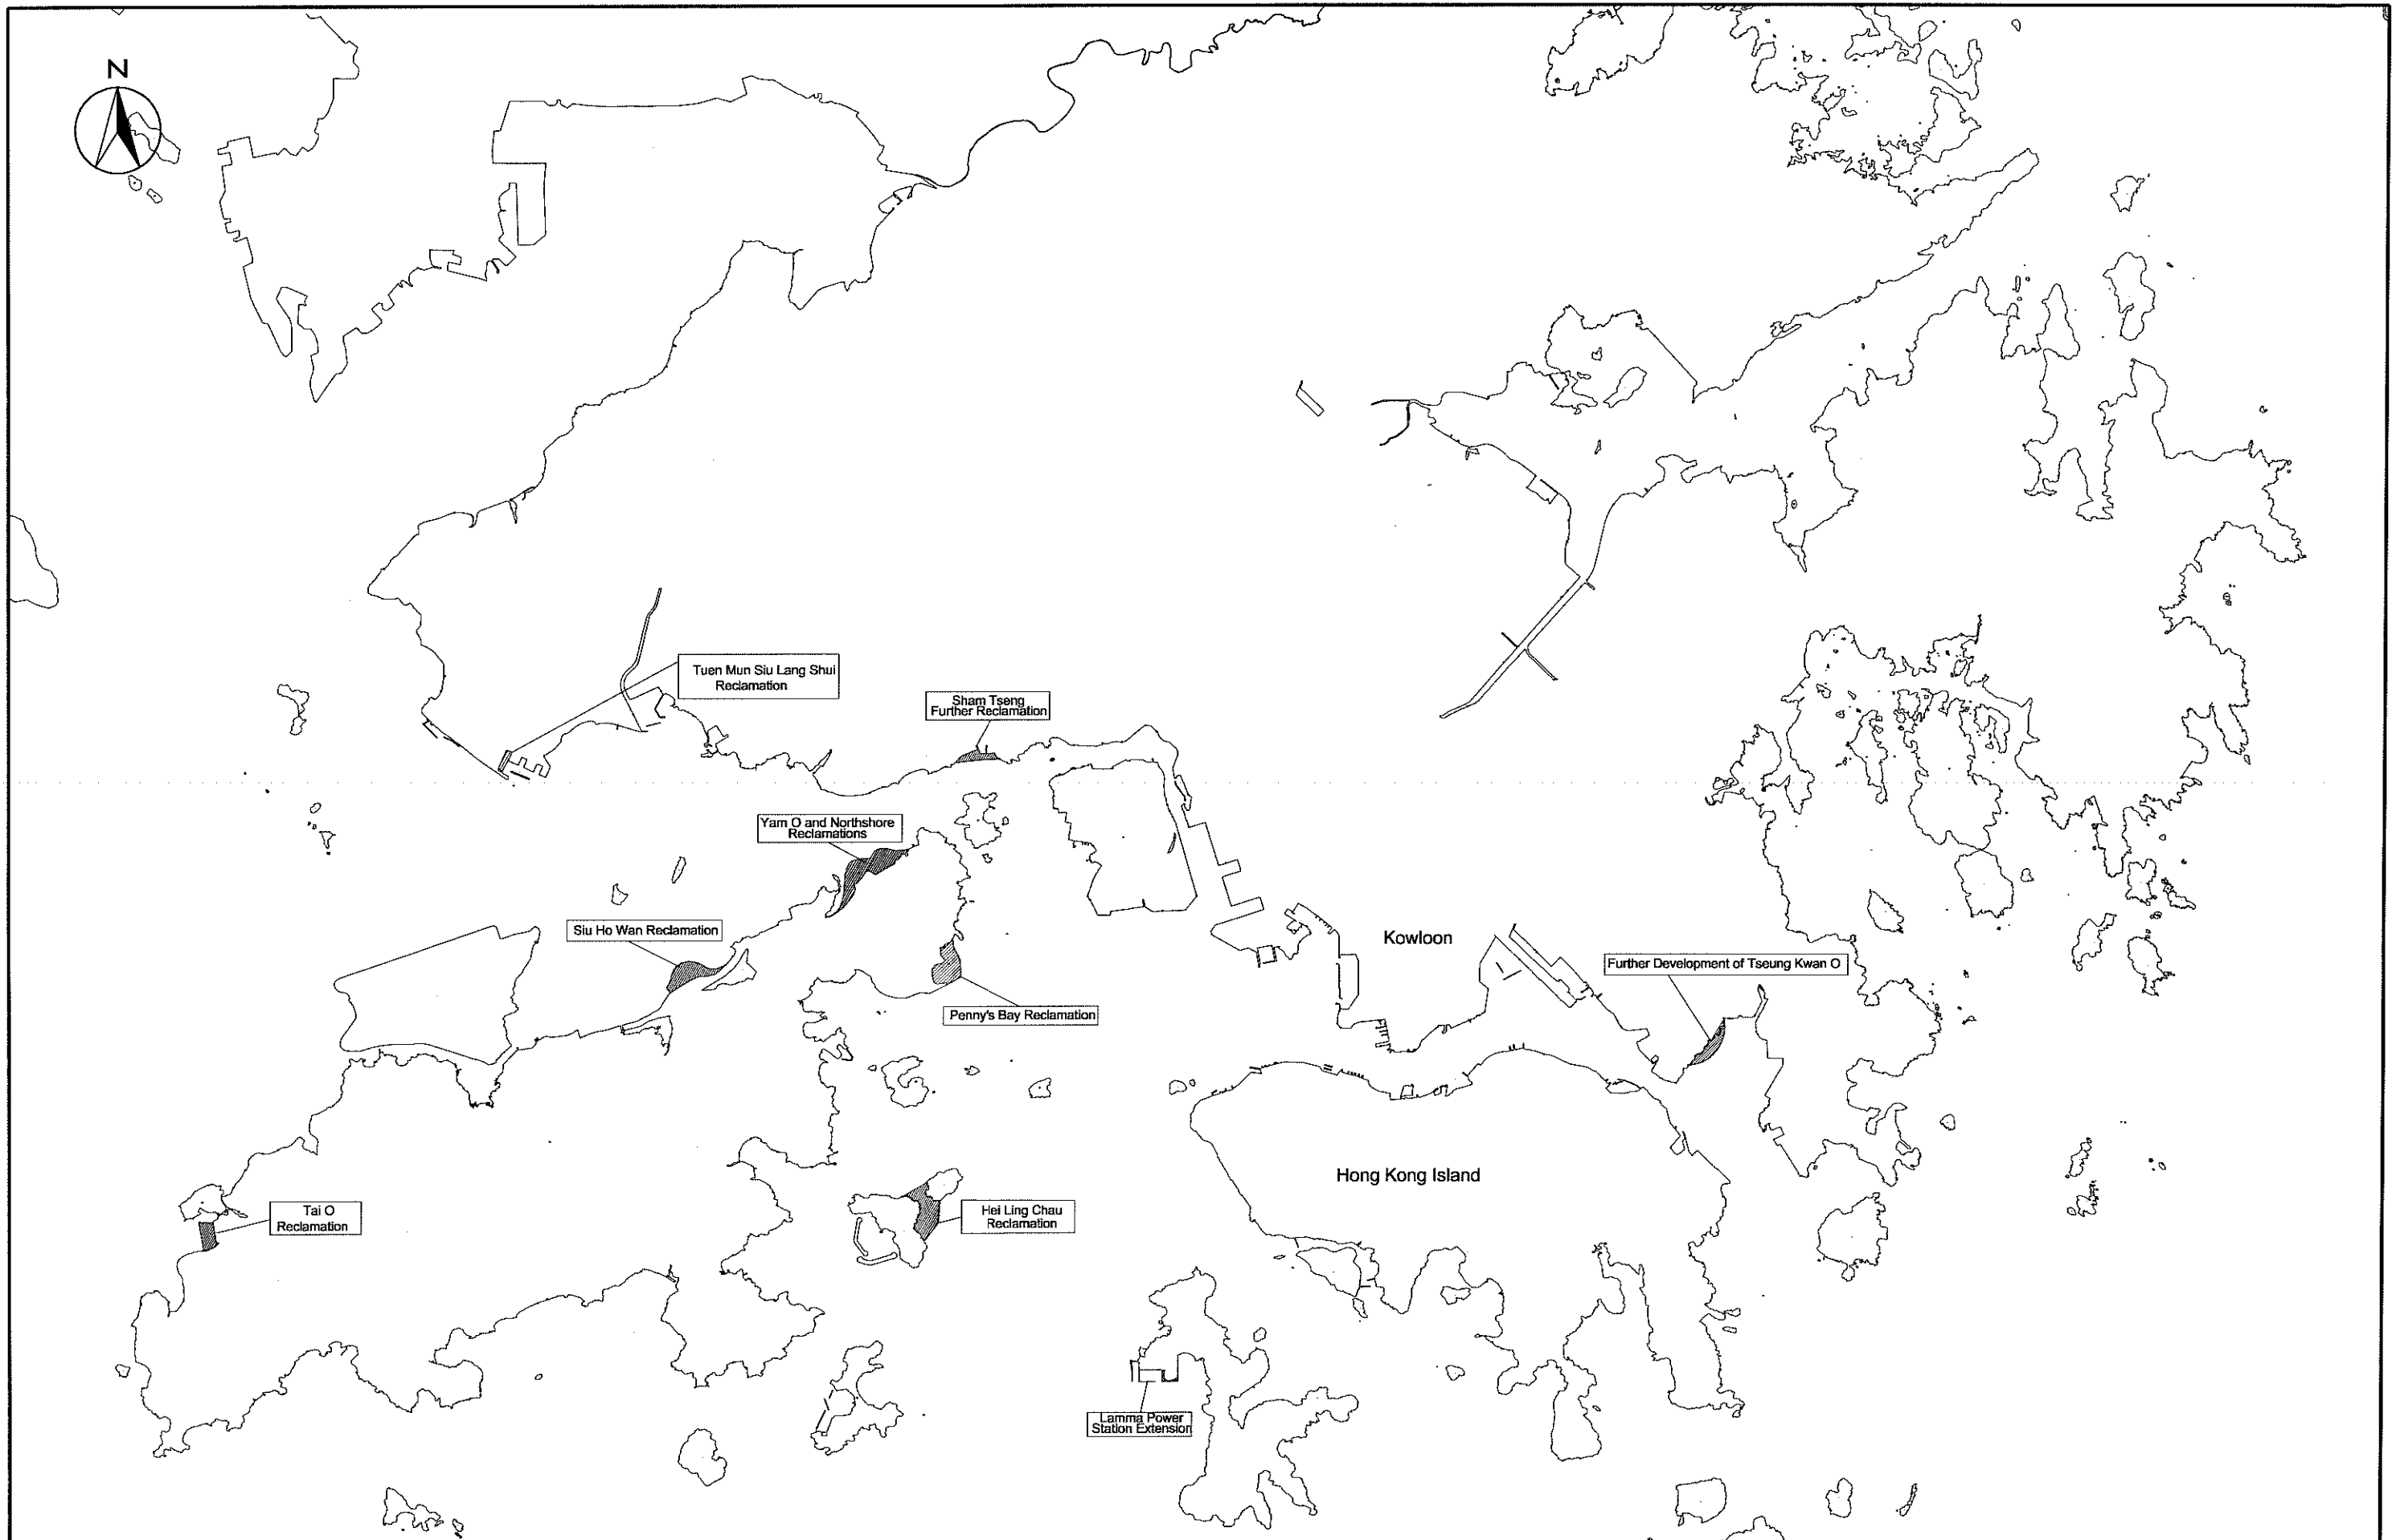 N
Tuen Mun Siu Lang Shui
Reclamation
Sham Tseng
Further Reclamation
Yam O and Northshore
Reclamations
Siu Ho Wan Reclamation
Kowloon
Further Development of Tseung Kwan O
Penny's Bay Reclamation
Hong Kong Island
Tai O
Reclamation
Hei Ling Chau
Reclamation
Lamma Power
Station Extension